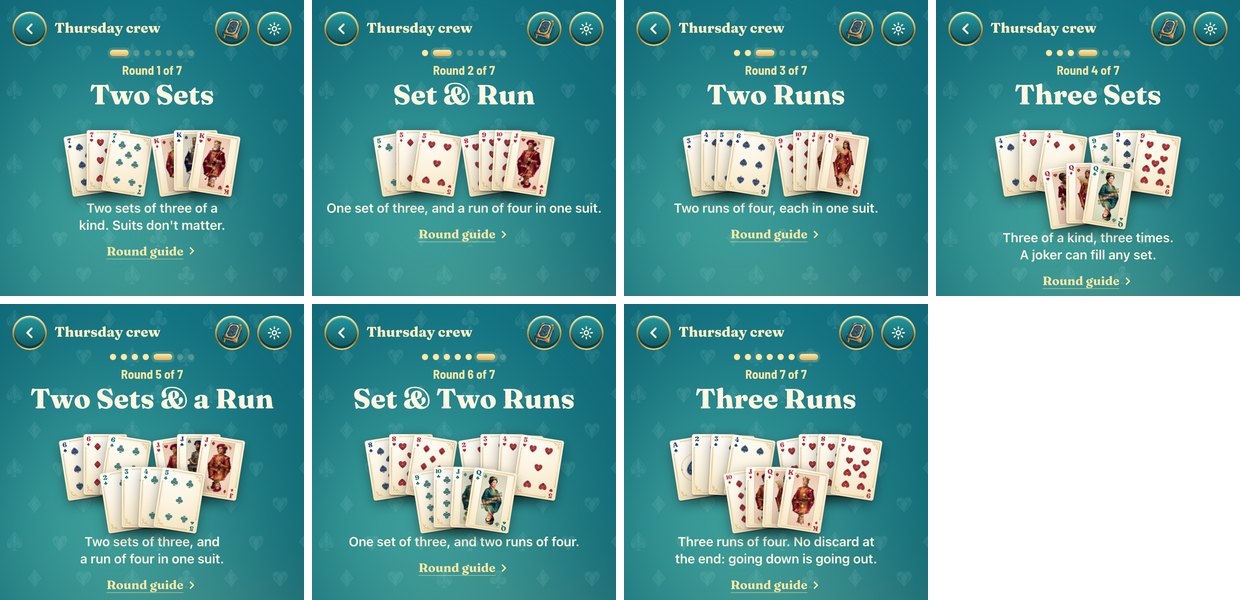 Thursday crew
Round 1 of 7
Two Sets
Two sets of three of a
kind. Suits don't matter.
Round guide
Thursday crew
Round 2 of 7
Set & Run
One set of three, and a run of four in one suit.
Round guide
Thursday crew
Round 3 of 7
Two Runs
Two runs of four, each in one suit.
Round guide
Thursday crew
Round 4 of 7
Three Sets
Three of a kind, three times.
A joker can fill any set.
Round guide
Thursday crew
Round 5 of 7
Two Sets & a Run
Two sets of three, and
a run of four in one suit.
Round guide
Thursday crew
Round 6 of 7
Set & Two Runs
One set of three, and two runs of four.
Round guide
Thursday crew
Round 7 of 7
Three Runs
Three runs of four. No discard at
the end: going down is going out.
Round guide